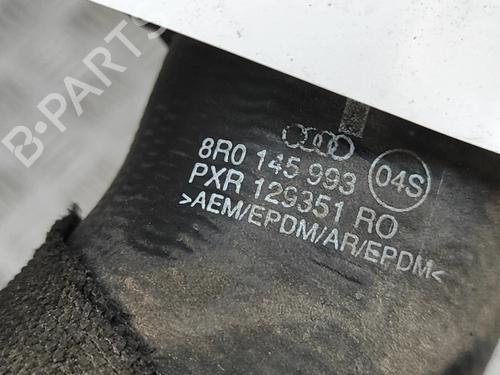 B-PARTS
8R0 145 993
04S
PXR 129351 RO
>AEM/EPDM/AR/EPDM<